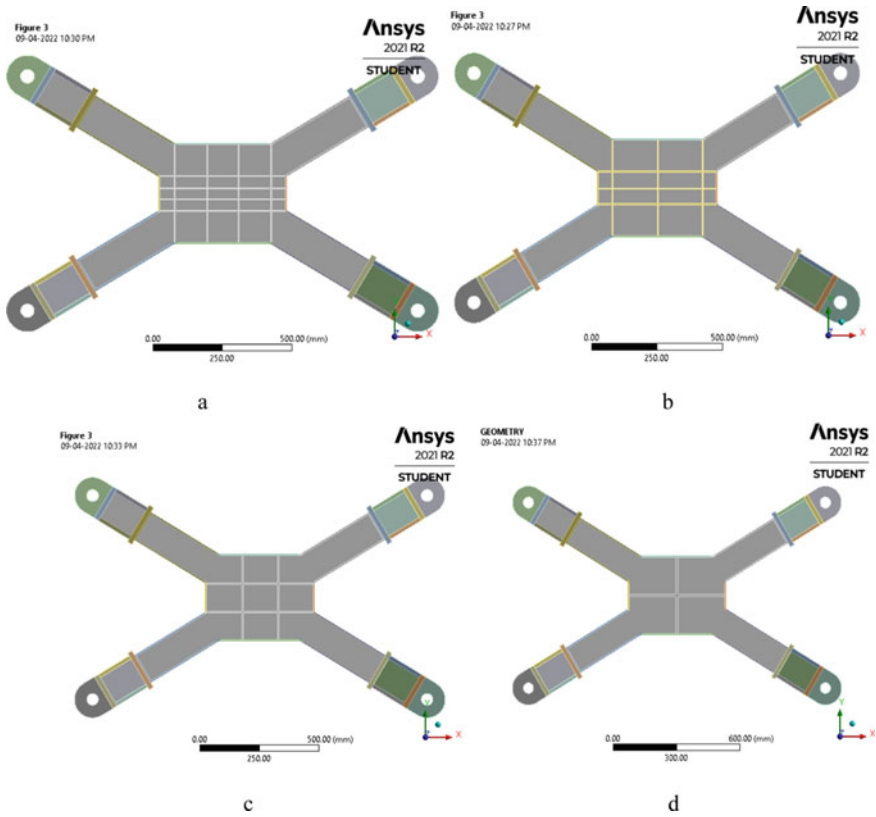 Figure 3
09-04-2022 10:30 PM
Ansys
2021 R2
STUDENT
X
0.00
500.00 (mm)
250.00
a
Figure 3
09-04-2022 10:27 PM
Ansys
2021 R2
STUDENT
X
0.00
500.00 (mm)
250.00
b
Figure 3
09-04-2022 10:33 PM
Ansys
2021 R2
STUDENT
Y
X
0.00
500.00 (mm)
250.00
c
GEOMETRY
09-04-2022 10:37 PM
Ansys
2021 R2
STUDENT
Y
X
0.00
600.00 (mm)
300.00
d